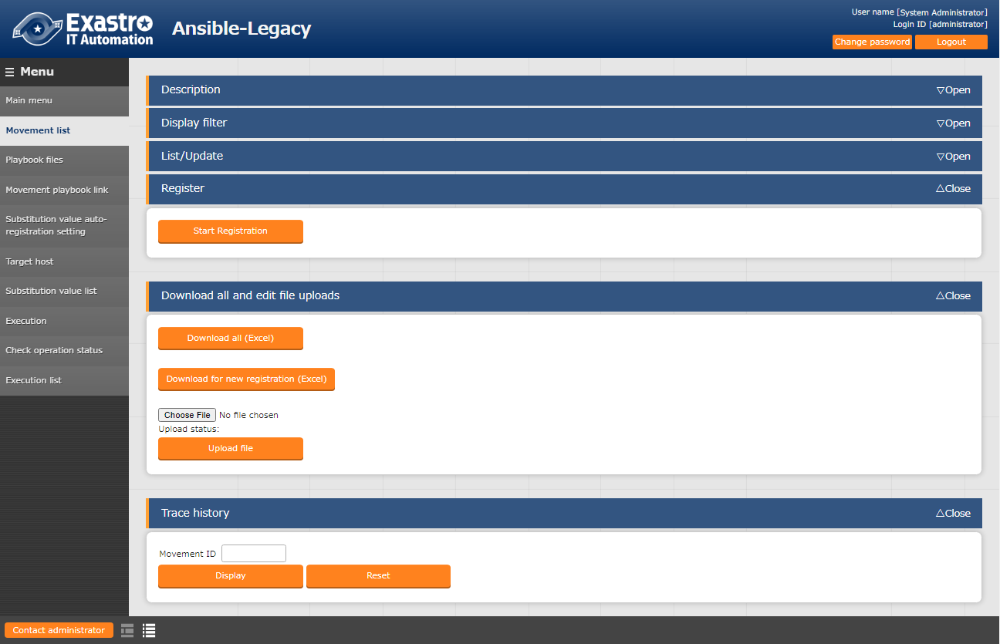 Exastro
IT Automation
Ansible-Legacy
User name [System Administrator]
Login ID [administrator]
Change password
Logout
Menu
Main menu
Movement list
Playbook files
Movement playbook link
Substitution value auto-
registration setting
Target host
Substitution value list
Execution
Check operation status
Execution list
Description
▽Open
Display filter
▽Open
List/Update
▽Open
Register
△Close
Start Registration
Download all and edit file uploads
△Close
Download all (Excel)
Download for new registration (Excel)
Choose File No file chosen
Upload status:
Upload file
Trace history
△Close
Movement ID
Display
Reset
Contact administrator